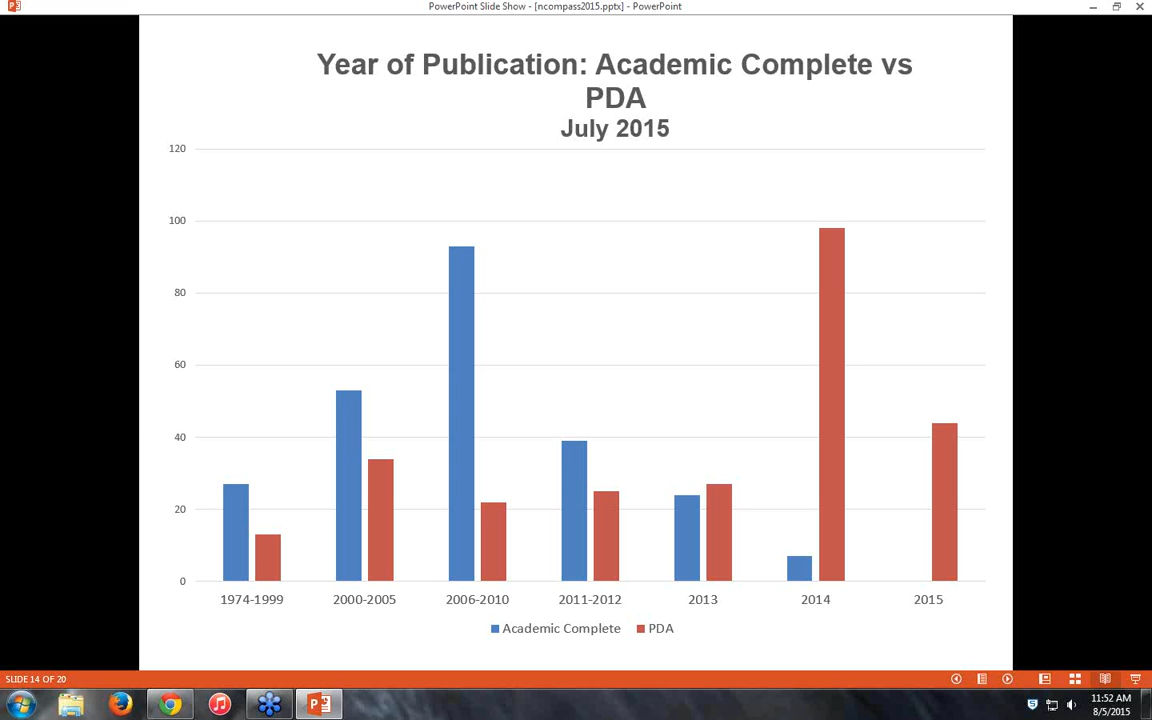 PowerPoint Slide Show - [ncompass2015.pptx] - PowerPoint
Year of Publication: Academic Complete vs
PDA
July 2015
120
100
80
60
40
20
0
1974-1999 2000-2005 2006-2010 2011-2012 2013 2014 2015
Academic Complete PDA
SLIDE 14 OF 20
11:52 AM
8/5/2015